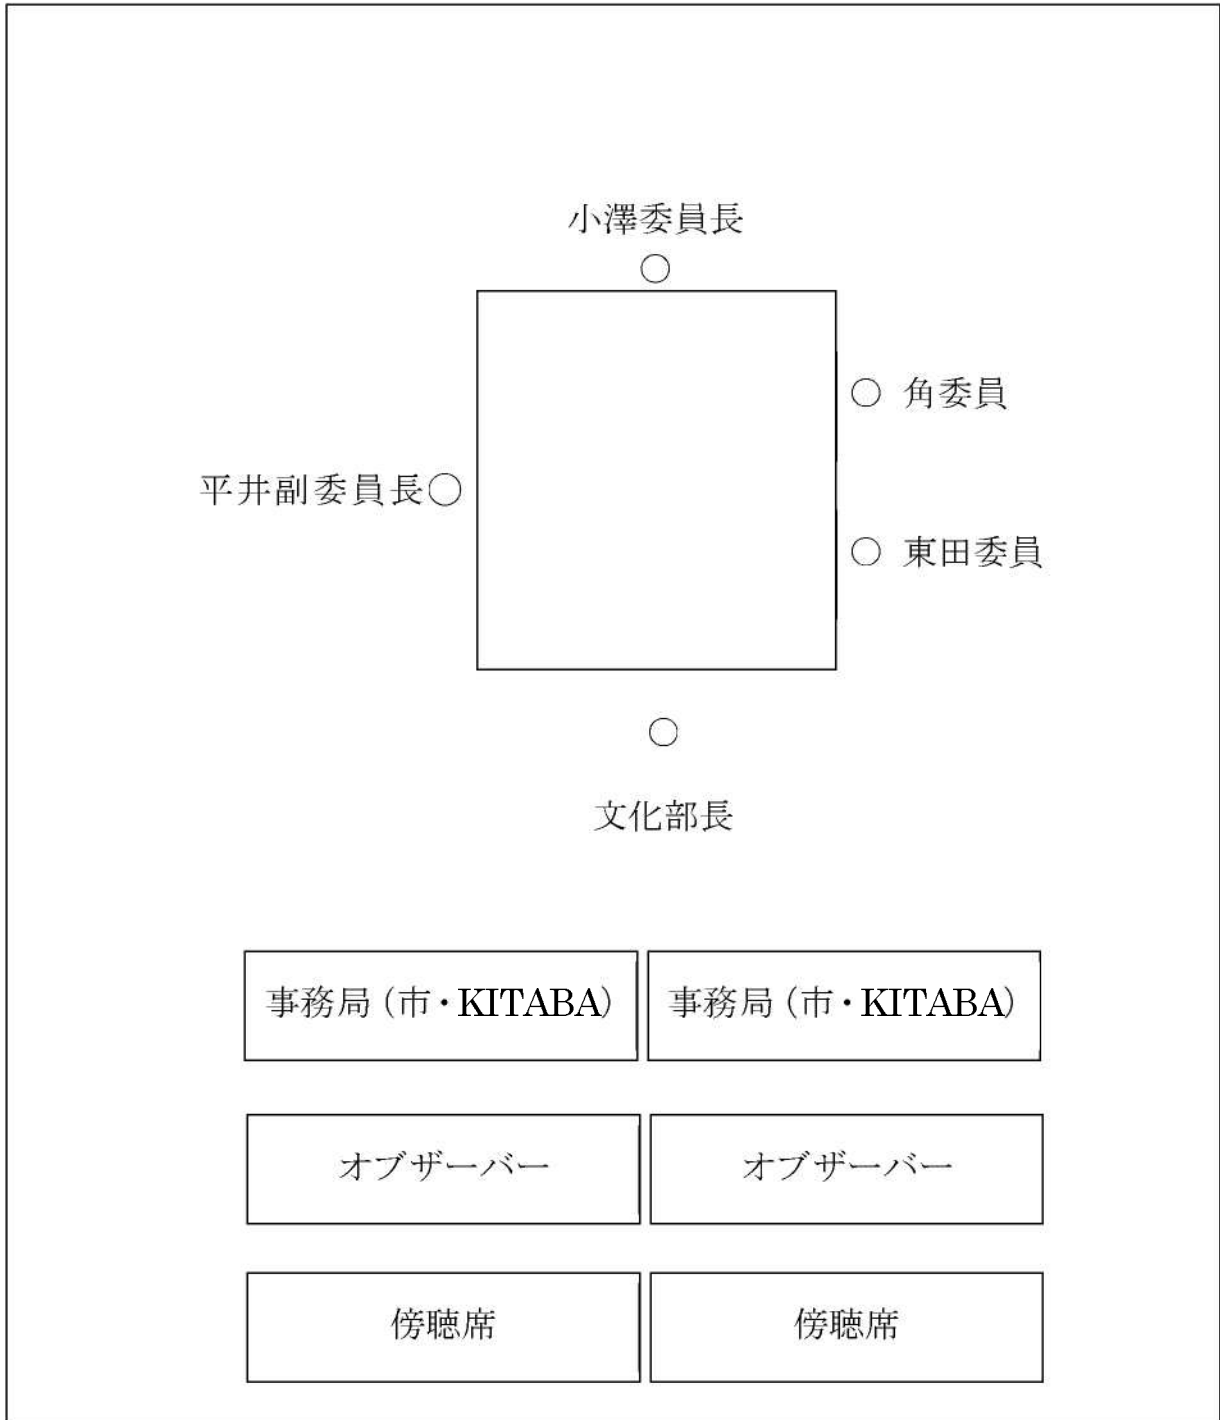 小澤委員長
○
○ 角委員
平井副委員長○
○ 東田委員
○
文化部長
事務局（市・KITABA） 事務局（市・KITABA）
オブザーバー オブザーバー
傍聴席 傍聴席